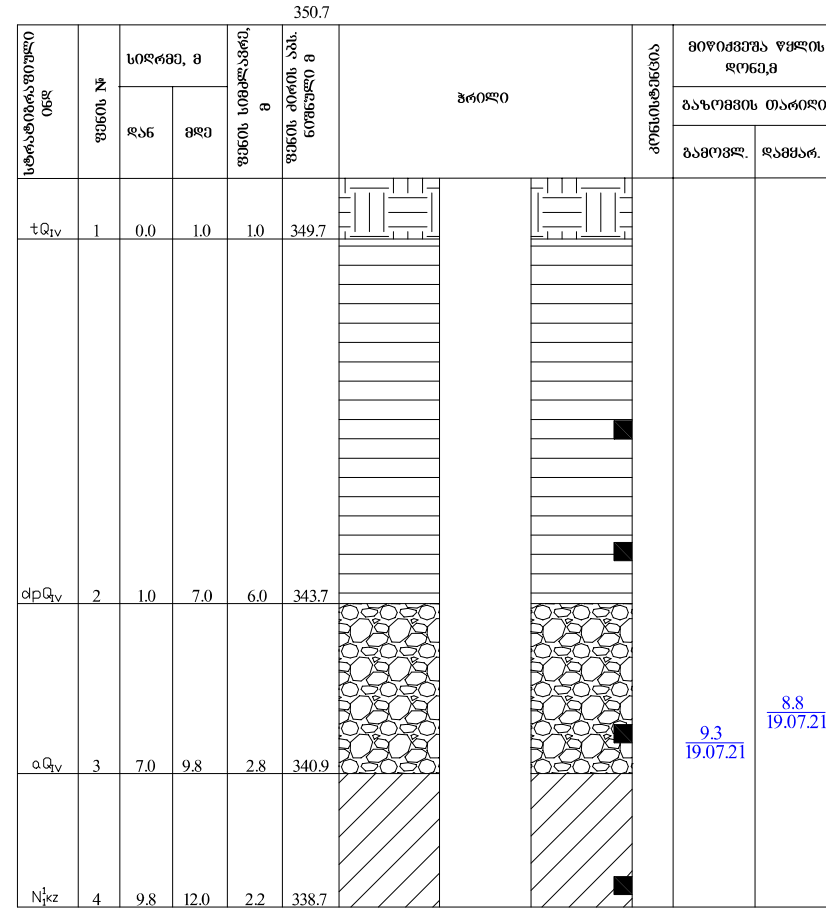 350.7
სტრატიგრაფიული ინდ
ფენის №
სიღრმე, მ
დან
მდე
ფენის სიმძლავრე, მ
ფენის ძირის აბს. ნიშნული მ
ჭრილი
კონსისტენცია
მიწიძვეშა წყლის
დონე,მ
გაზომვის თარიღი
გამოვლ.
დამყარ.
tQIV 1 0.0 1.0 1.0 349.7
dpQIV 2 1.0 7.0 6.0 343.7
8.8
19.07.21
9.3
19.07.21
aQIV 3 7.0 9.8 2.8 340.9
N₁¹kz 4 9.8 12.0 2.2 338.7